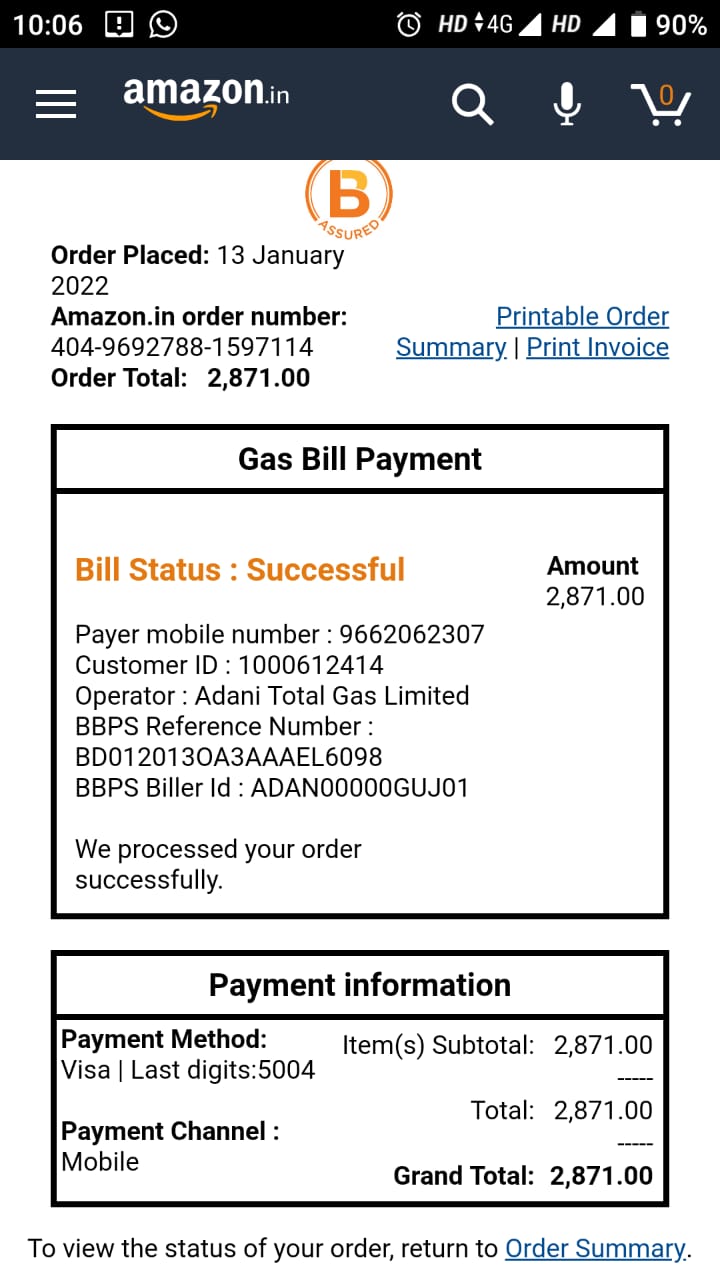 10:06 HD 4G HD 90%
amazon.in 0
B
ASSURED
Order Placed: 13 January
2022
Amazon.in order number:
404-9692788-1597114
Order Total: 2,871.00
Printable Order
Summary | Print Invoice
Gas Bill Payment
Bill Status : Successful
Amount
2,871.00
Payer mobile number : 9662062307
Customer ID : 1000612414
Operator : Adani Total Gas Limited
BBPS Reference Number :
BD012013OA3AAAEL6098
BBPS Biller Id : ADAN00000GUJ01
We processed your order
successfully.
Payment information
Payment Method:
Visa | Last digits:5004
Payment Channel :
Mobile
Item(s) Subtotal: 2,871.00
-----
Total: 2,871.00
-----
Grand Total: 2,871.00
To view the status of your order, return to Order Summary.